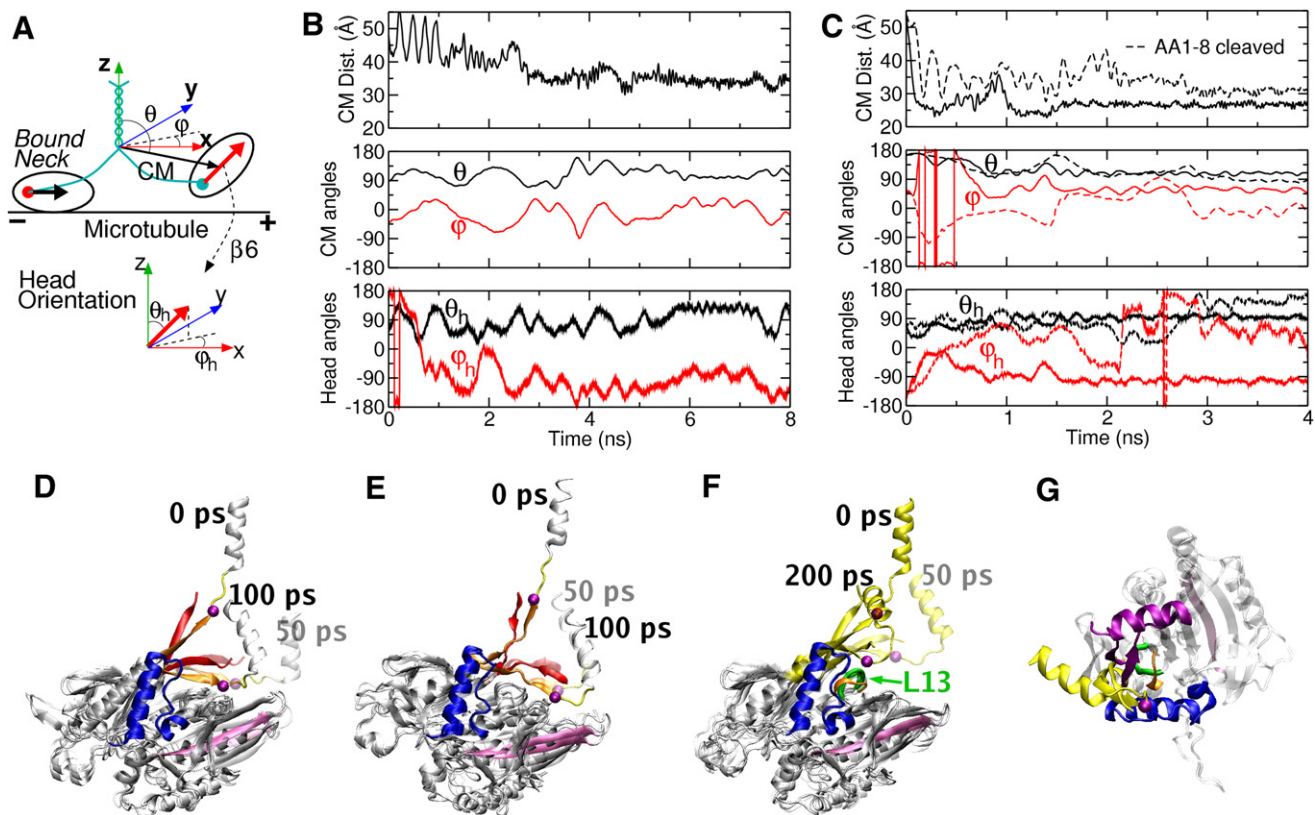 A
z
θ
y
φ
x
Bound
Neck
CM
−
+
Microtubule
β6
Head
Orientation
z
θh
y
φh
x
B
CM Dist. (Å)
50
40
30
20
CM angles
180
90
0
-90
-180
θ
φ
Head angles
180
90
0
-90
-180
θh
φh
0
2
4
6
8
Time (ns)
C
CM Dist. (Å)
50
40
30
20
AA1-8 cleaved
CM angles
180
90
0
-90
-180
θ
φ
Head angles
180
90
0
-90
-180
θh
φh
0
1
2
3
4
Time (ns)
D
0 ps
100 ps
50 ps
E
0 ps
50 ps
100 ps
F
0 ps
200 ps
50 ps
L13
G